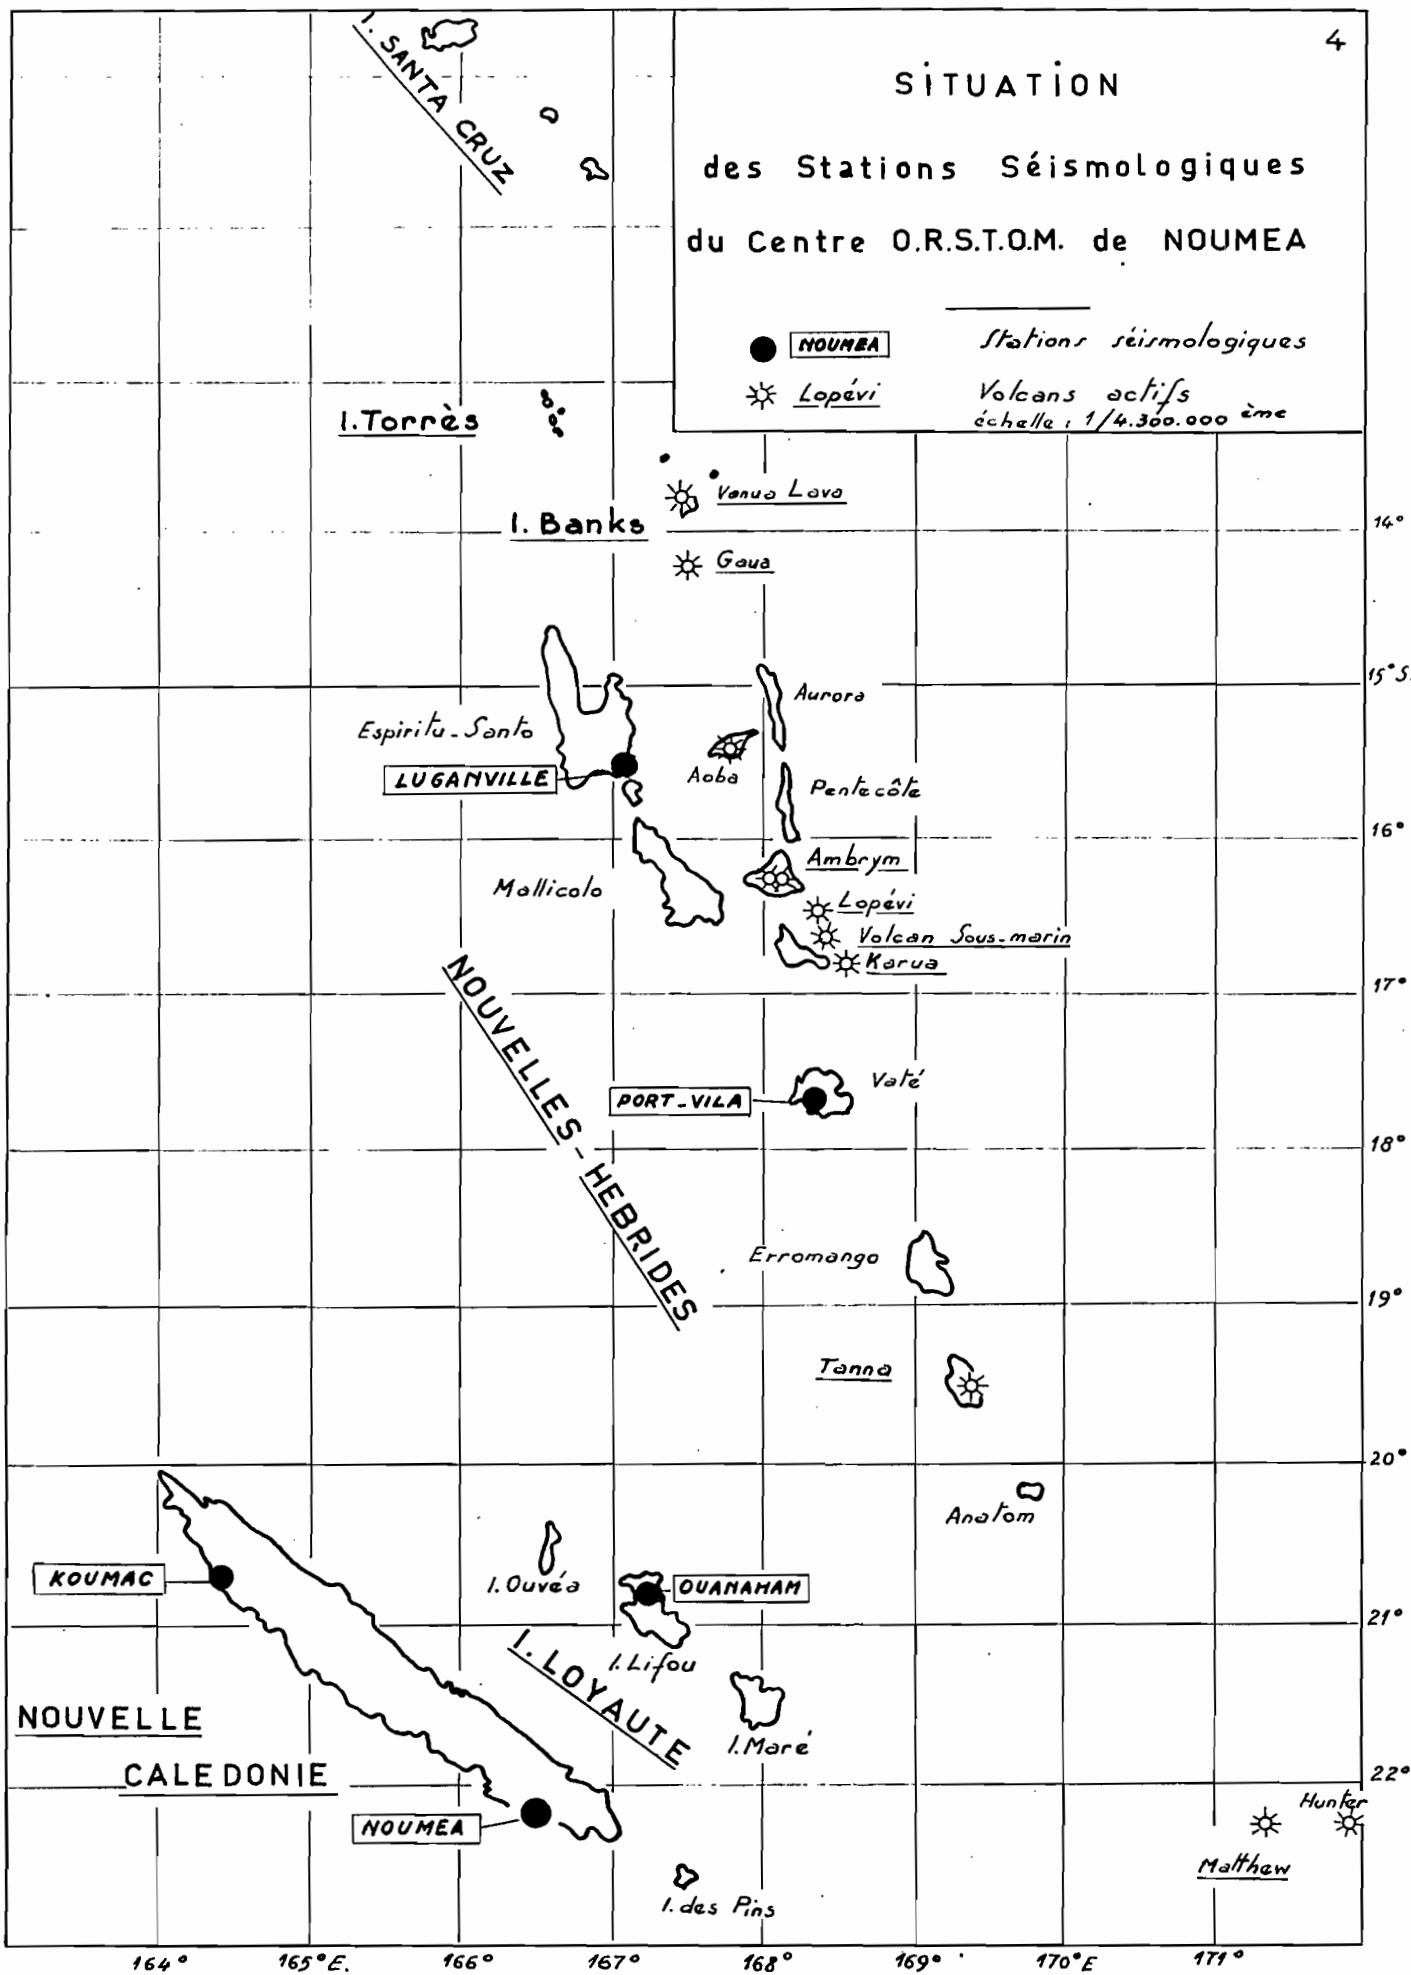 4
SiTUATiON
des Stations Séismologiques
du Centre O.R.S.T.O.M. de NOUMEA
NOUMEA
Stations séismologiques
Lopévi
Volcans actifs
échelle : 1/4.300.000 ème
I. SANTA CRUZ
I.Torrès
Vanua Lava
I. Banks
14°
Gaua
15° S.
Aurora
Espiritu-Santo
LUGANVILLE
Aoba
Pentecôte
16°
Ambrym
Mallicolo
Lopévi
Volcan Sous-marin
Karua
17°
NOUVELLES-HEBRIDES
PORT-VILA
Vaté
18°
Erromango
19°
Tanna
20°
Anatom
KOUMAC
I.Ouvéa
OUANAHAM
21°
I.Lifou
I. LOYAUTE
NOUVELLE
CALEDONIE
I.Maré
22°
Hunter
NOUMEA
Matthew
I. des Pins
164° 165°E. 166° 167° 168° 169° 170°E 171°